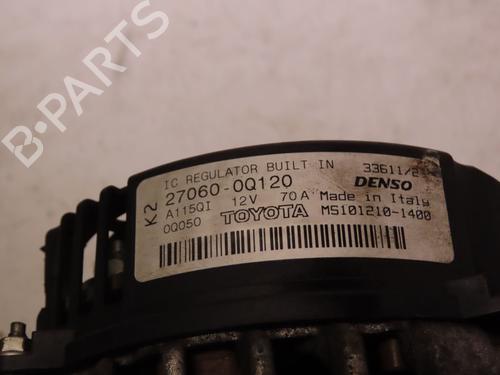 IC REGULATOR BUILT IN 33611/2
K2 27060-0Q120 DENSO
A115QI 12V 70A Made in Italy
0Q050 TOYOTA MS101210-1400
B-PARTS